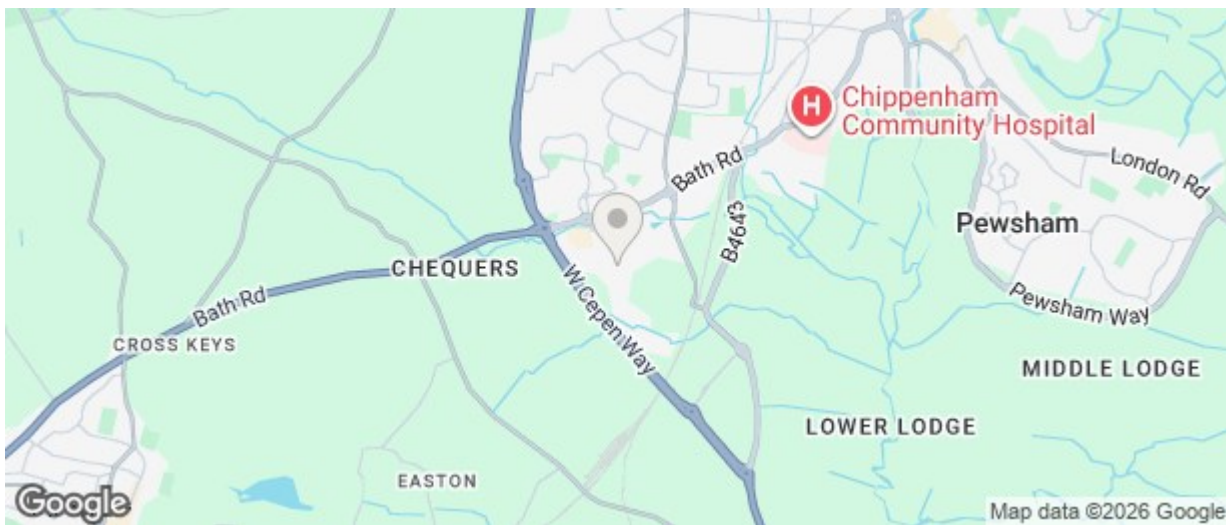 H
Chippenham
Community Hospital
Bath Rd
London Rd
B4643
Pewsham
CHEQUERS
W Cepen Way
Bath Rd
Pewsham Way
CROSS KEYS
MIDDLE LODGE
LOWER LODGE
EASTON
Google
Map data ©2026 Google